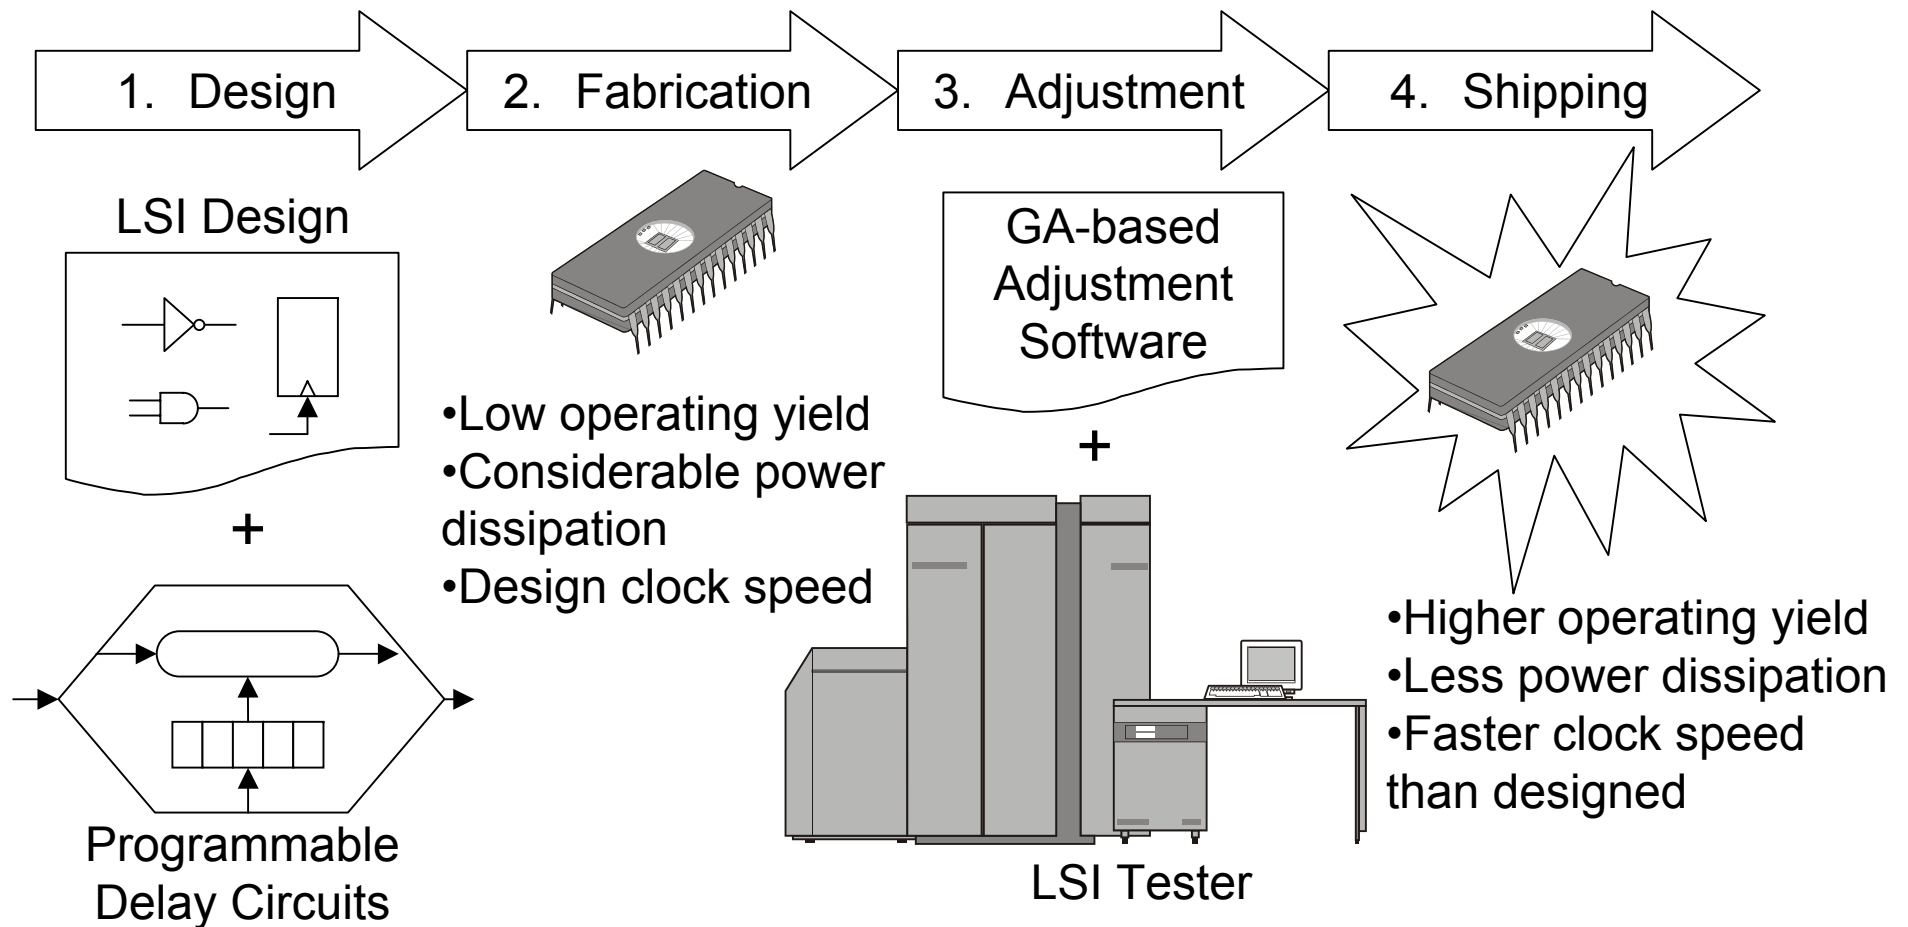 1. Design
2. Fabrication
3. Adjustment
4. Shipping
LSI Design
+
Programmable
Delay Circuits
•Low operating yield
•Considerable power
dissipation
•Design clock speed
GA-based
Adjustment
Software
+
LSI Tester
•Higher operating yield
•Less power dissipation
•Faster clock speed
than designed